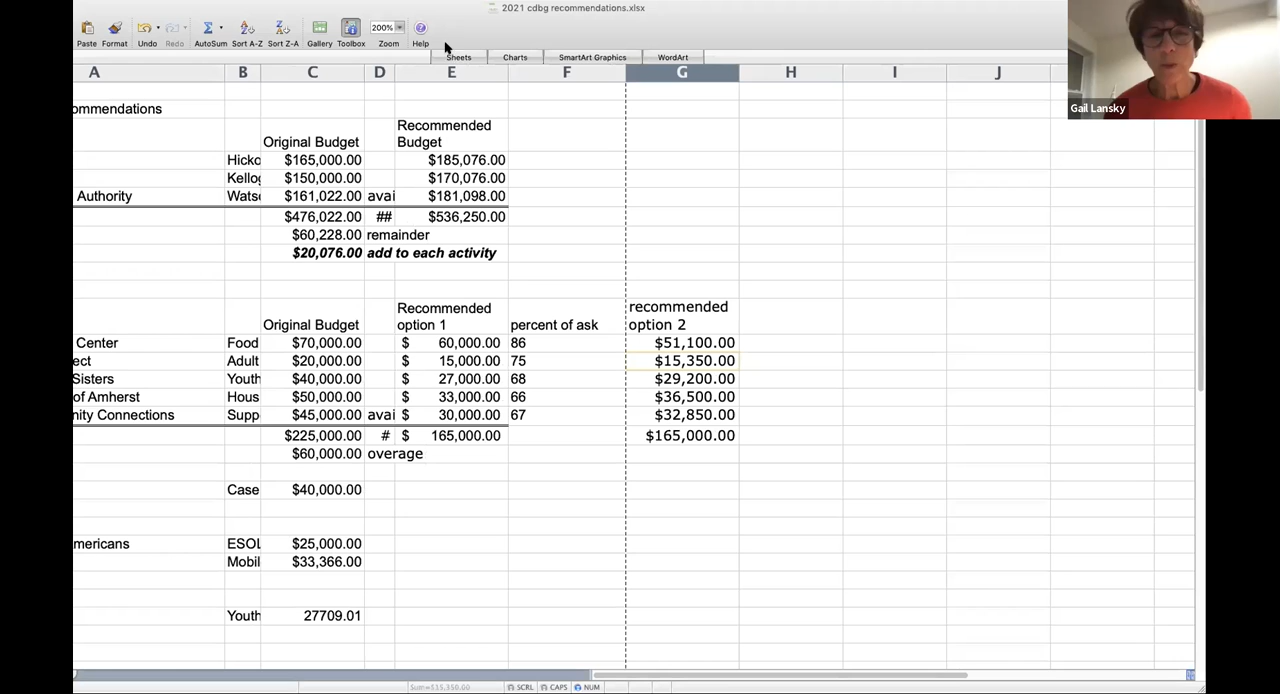 2021 cdbg recommendations.xlsx
Paste Format Undo Redo AutoSum Sort A-Z Sort Z-A Gallery Toolbox 200% Zoom Help
Sheets Charts SmartArt Graphics WordArt
Gail Lansky
A B C D E F G H I J
ommendations
Original Budget Recommended Budget
Hicko $165,000.00 $185,076.00
Kellog $150,000.00 $170,076.00
Authority Wats $161,022.00 avai $181,098.00
$476,022.00 ## $536,250.00
$60,228.00 remainder
$20,076.00 add to each activity
Original Budget Recommended option 1 percent of ask recommended option 2
Center Food $70,000.00 $ 60,000.00 86 $51,100.00
ect Adult $20,000.00 $ 15,000.00 75 $15,350.00
Sisters Youth $40,000.00 $ 27,000.00 68 $29,200.00
of Amherst Hous $50,000.00 $ 33,000.00 66 $36,500.00
nity Connections Supp $45,000.00 avai $ 30,000.00 67 $32,850.00
$225,000.00 # $ 165,000.00 $165,000.00
$60,000.00 overage
Case $40,000.00
mericans ESOL $25,000.00
Mobil $33,366.00
Youth 27709.01
Sum=$15,350.00 SCRL CAPS NUM